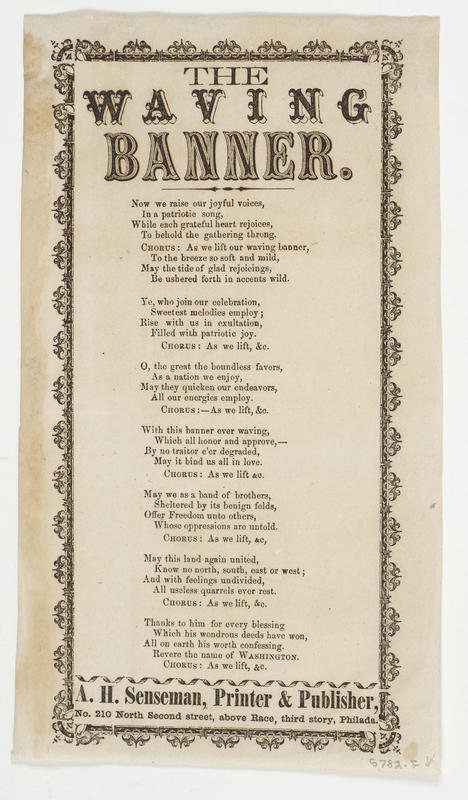 THE
WAVING
BANNER.
Now we raise our joyful voices,
In a patriotic song,
While each grateful heart rejoices,
To behold the gathering throng.
CHORUS: As we lift our waving banner,
To the breeze so soft and mild,
May the tide of glad rejoicings,
Be ushered forth in accents wild.
Ye, who join our celebration,
Sweetest melodies employ;
Rise with us in exultation,
Filled with patriotic joy.
CHORUS: As we lift, &c.
O, the great the boundless favors,
As a nation we enjoy,
May they quicken our endeavors,
All our energies employ.
CHORUS:—As we lift, &c.
With this banner ever waving,
Which all honor and approve,—
By no traitor e'er degraded,
May it bind us all in love.
CHORUS: As we lift &c.
May we as a band of brothers,
Sheltered by its benign folds,
Offer Freedom unto others,
Whose oppressions are untold.
CHORUS: As we lift, &c,
May this land again united,
Know no north, south, east or west;
And with feelings undivided,
All useless quarrels ever rest.
CHORUS: As we lift, &c.
Thanks to him for every blessing
Which his wondrous deeds have won,
All on earth his worth confessing.
Revere the name of WASHINGTON.
CHORUS: As we lift, &c.
A. H. Senseman, Printer & Publisher,
No. 210 North Second street, above Race, third story, Philada.
5782.F